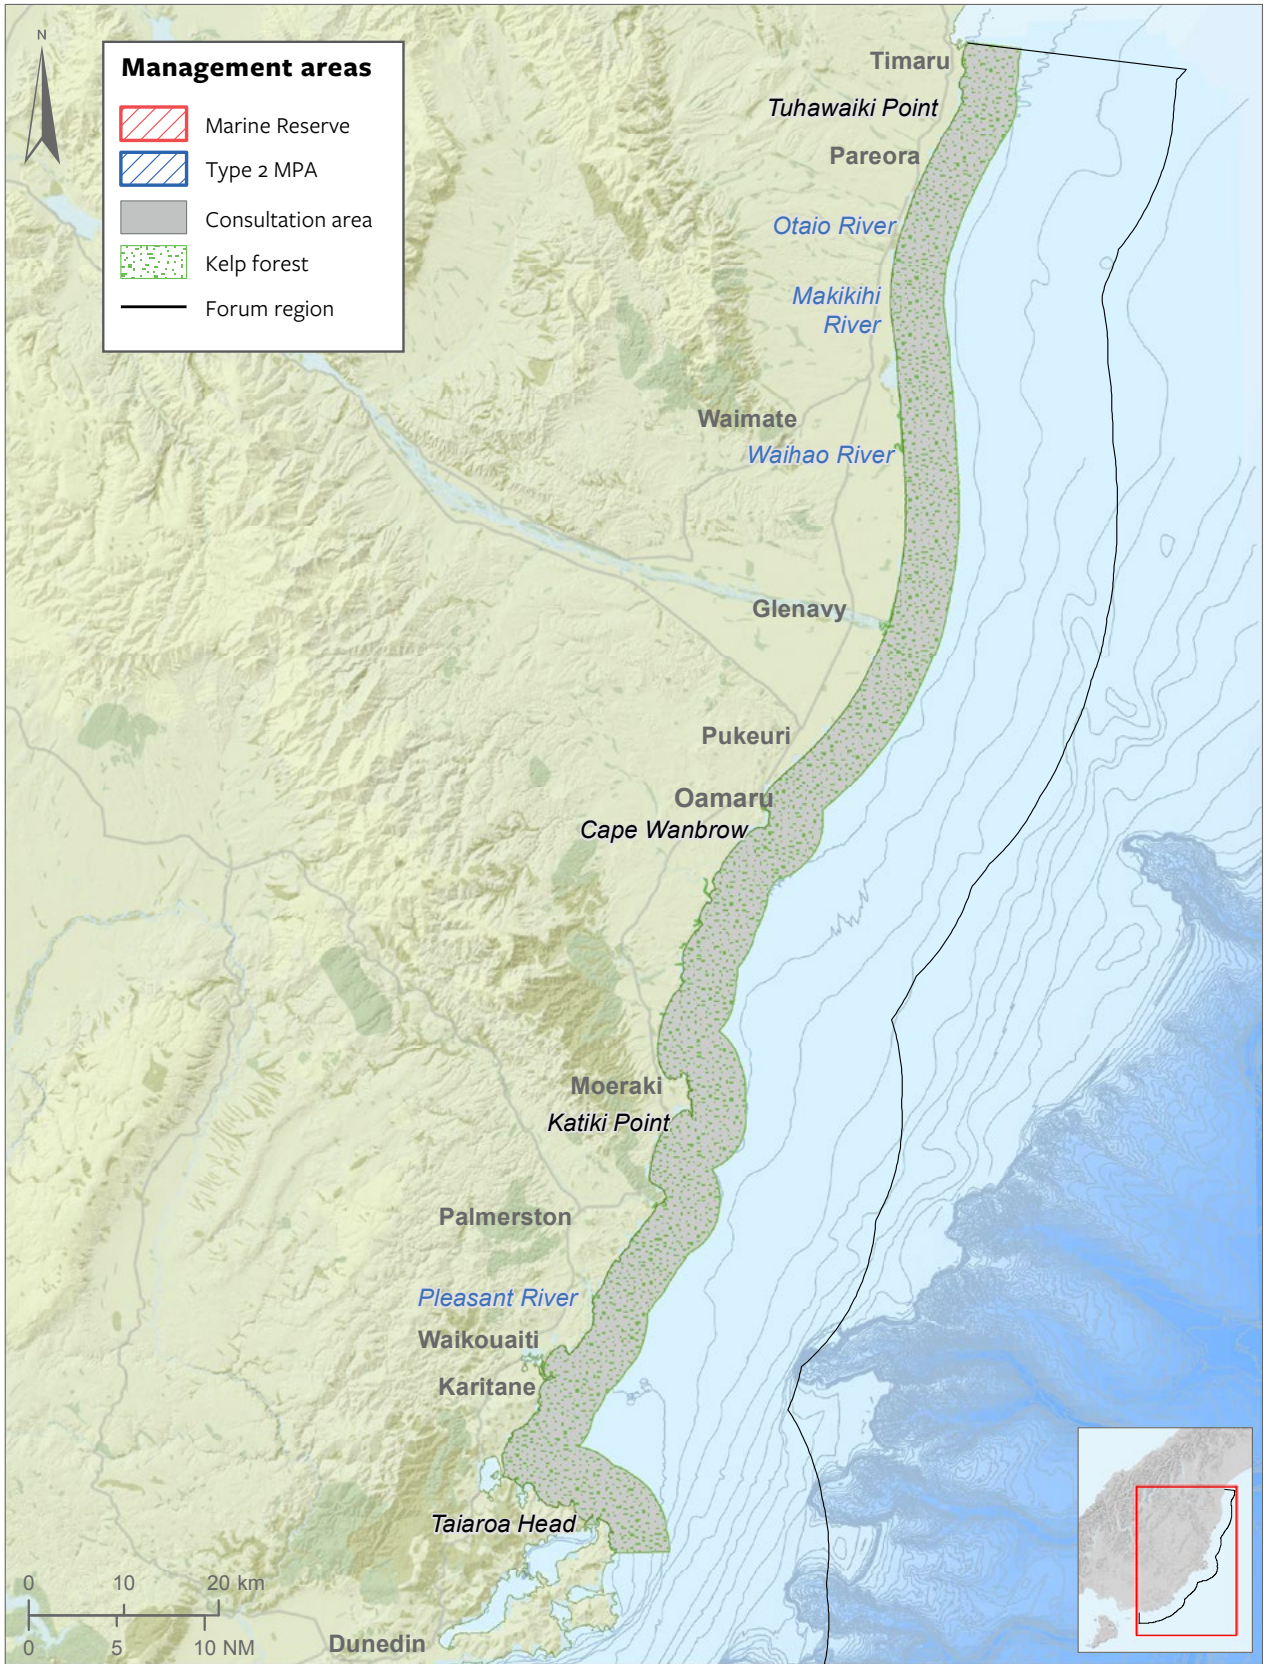 N
Management areas
Marine Reserve
Type 2 MPA
Consultation area
Kelp forest
Forum region
Timaru
Tuhawaiki Point
Pareora
Otaio River
Makikihi
River
Waimate
Waihao River
Glenavy
Pukeuri
Oamaru
Cape Wanbrow
Moeraki
Katiki Point
Palmerston
Pleasant River
Waikouaiti
Karitane
Taiaroa Head
0 10 20 km
0 5 10 NM
Dunedin